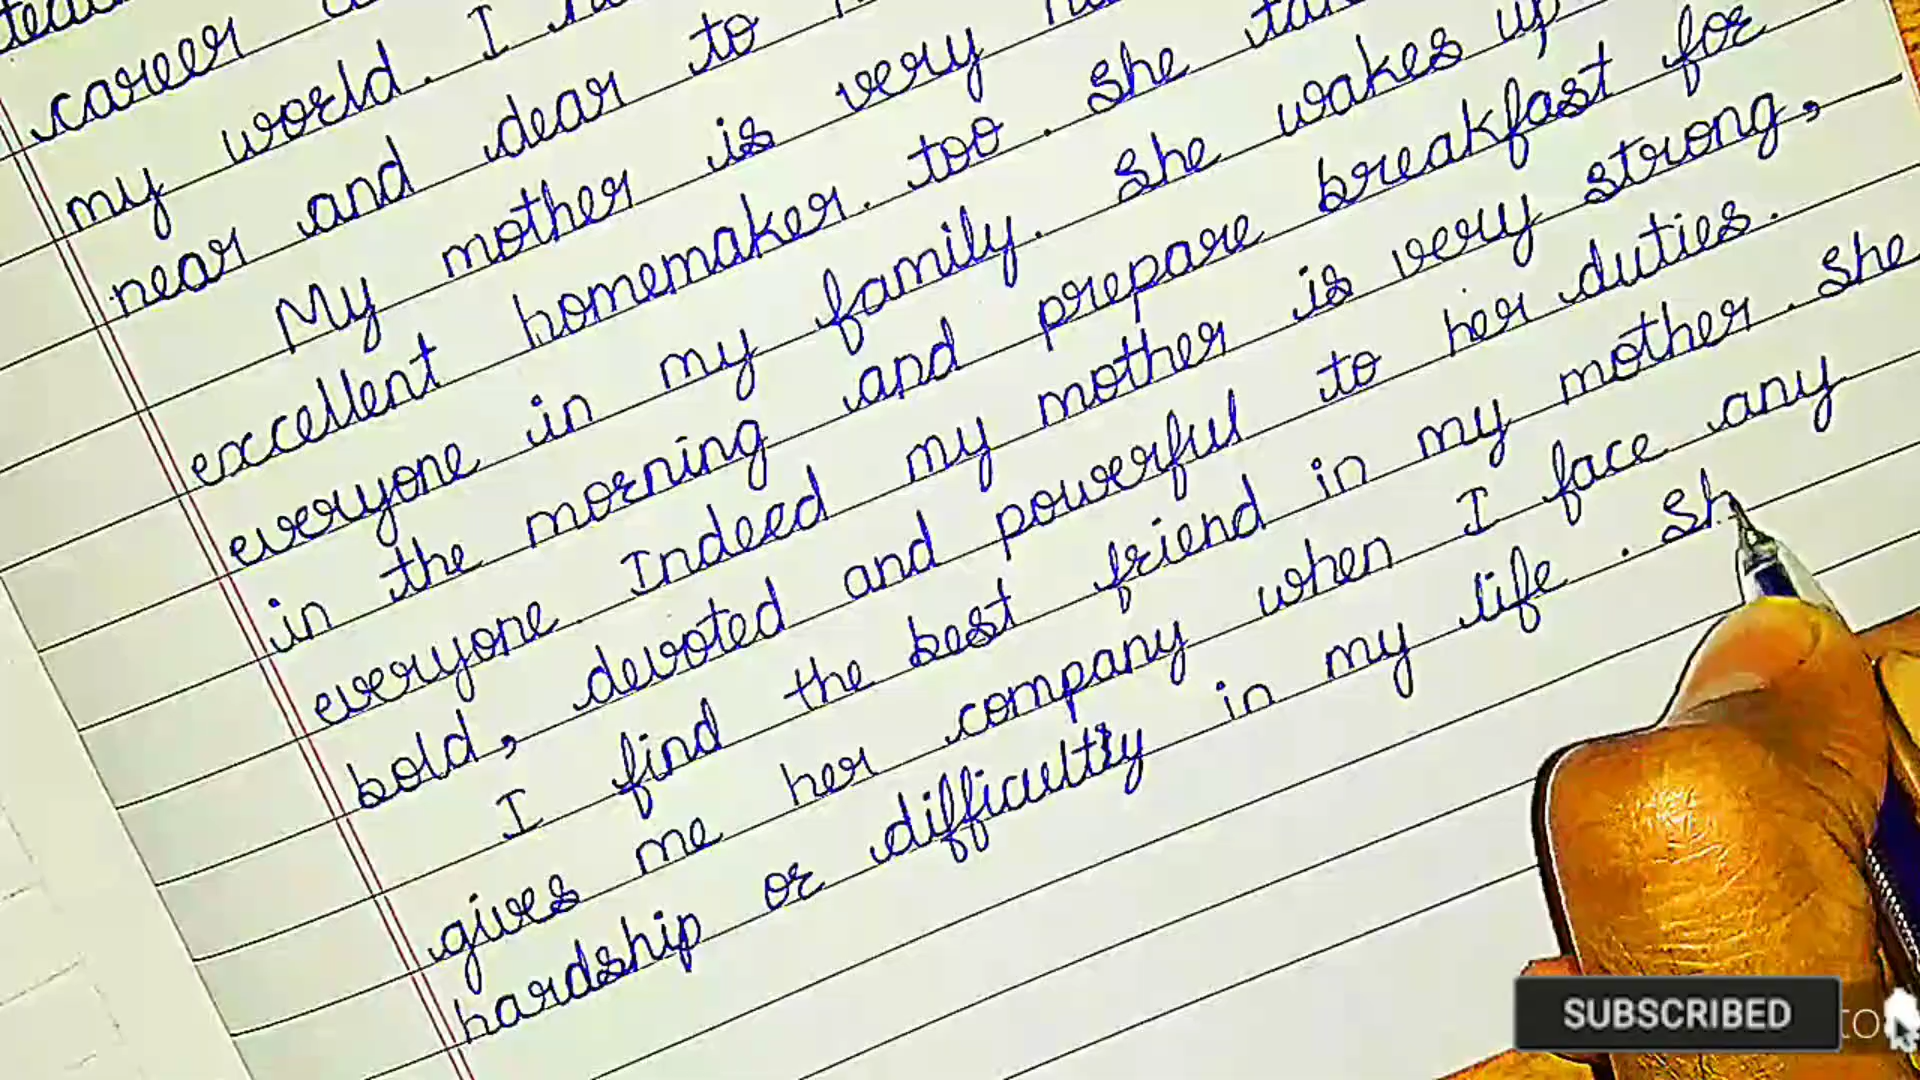 career
my world. I
near and dear to
My mother is very
excellent homemaker. too. She
everyone in my family. She wakes up
in the morning and prepare breakfast for
everyone. Indeed my mother is very strong,
bold, devoted and powerful to her duties.
I find the best friend in my mother. She
gives me her company when I face any
hardship or difficultly in my life. Sh
SUBSCRIBED
to